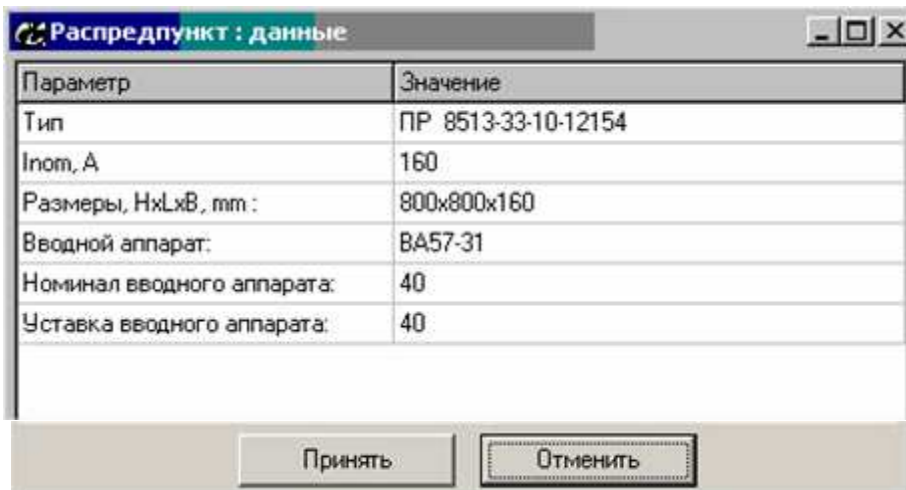 Распредпункт : данные
Параметр Значение
Тип ПР 8513-33-10-12154
Inom, A 160
Размеры, HxLxB, mm : 800x800x160
Вводной аппарат: ВА57-31
Номинал вводного аппарата: 40
Уставка вводного аппарата: 40
Принять Отменить